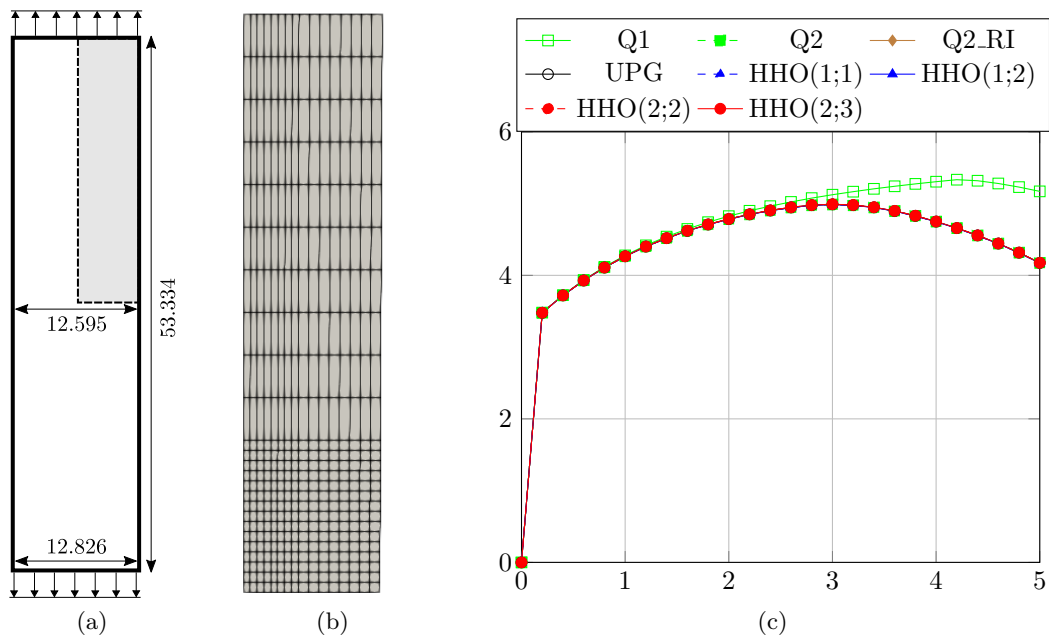 12.595
53.334
12.826
(a)
(b)
Q1 Q2 Q2_RI
UPG HHO(1;1) HHO(1;2)
HHO(2;2) HHO(2;3)
6
4
2
0
0 1 2 3 4 5
(c)